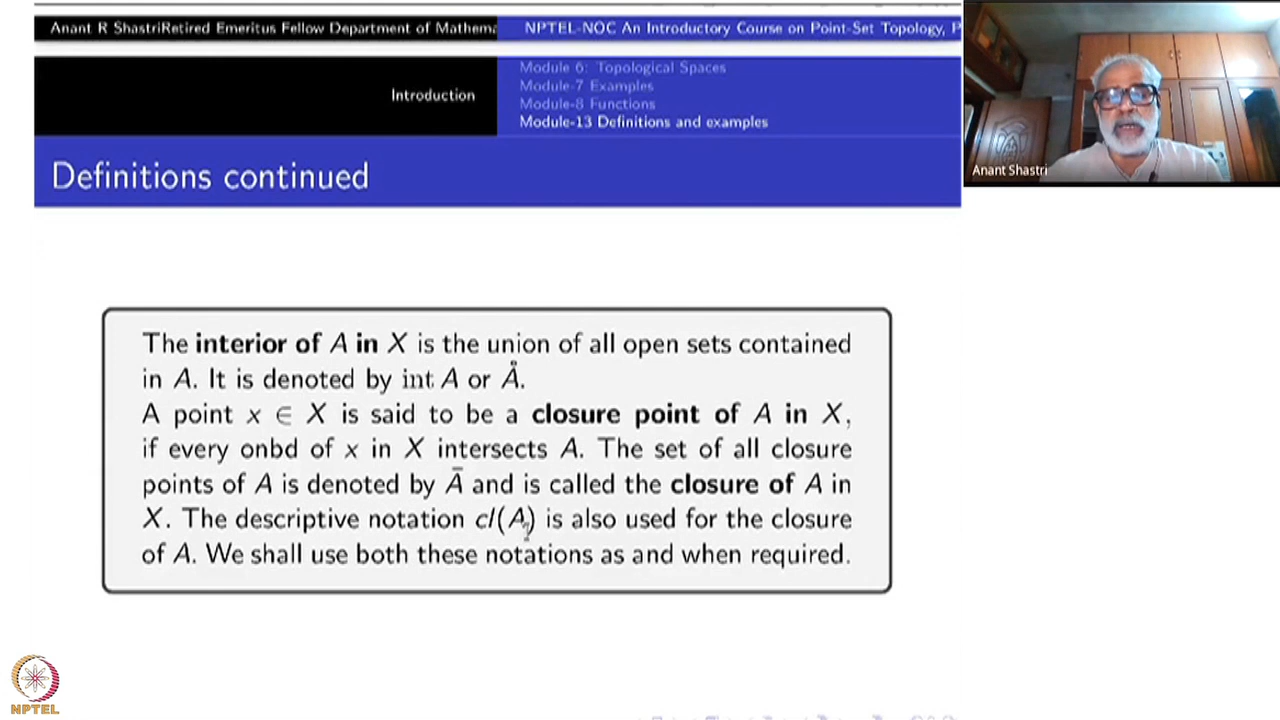 Anant R ShastriRetired Emeritus Fellow Department of Mathema
NPTEL-NOC An Introductory Course on Point-Set Topology, P
Introduction
Module 6: Topological Spaces
Module-7 Examples
Module-8 Functions
Module-13 Definitions and examples
Definitions continued
The interior of A in X is the union of all open sets contained
in A. It is denoted by int A or Å.
A point x ∈ X is said to be a closure point of A in X,
if every onbd of x in X intersects A. The set of all closure
points of A is denoted by Ā and is called the closure of A in
X. The descriptive notation cl(A) is also used for the closure
of A. We shall use both these notations as and when required.
Anant Shastri
NPTEL